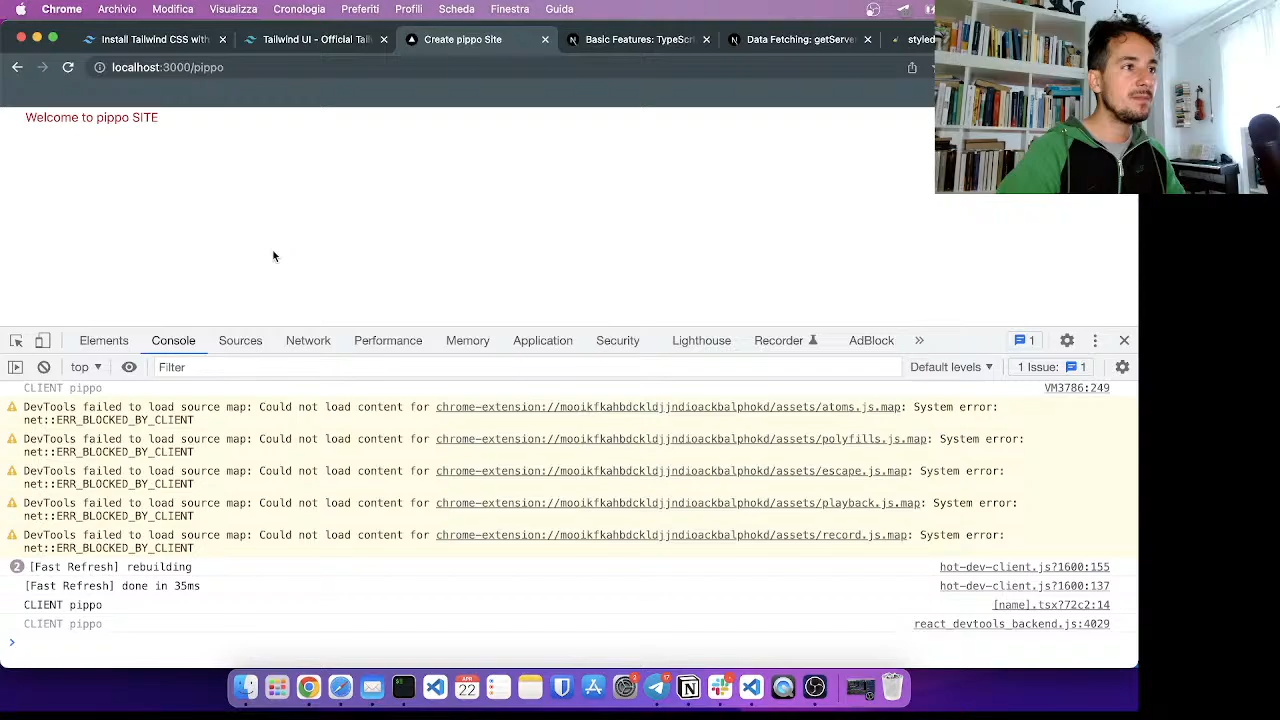 Chrome Archivio Modifica Visualizza Cronologia Preferiti Profili Scheda Finestra Guida
Install Tailwind CSS with Tailwind UI - Official Tail Create pippo Site Basic Features: TypeScri Data Fetching: getServer styled
localhost:3000/pippo
Welcome to pippo SITE
Elements Console Sources Network Performance Memory Application Security Lighthouse Recorder AdBlock » 1
top Filter Default levels 1 Issue: 1
CLIENT pippo VM3786:249
DevTools failed to load source map: Could not load content for chrome-extension://mooikfkahbdckldjjndioackbalphokd/assets/atoms.js.map: System error:
net::ERR_BLOCKED_BY_CLIENT
DevTools failed to load source map: Could not load content for chrome-extension://mooikfkahbdckldjjndioackbalphokd/assets/polyfills.js.map: System error:
net::ERR_BLOCKED_BY_CLIENT
DevTools failed to load source map: Could not load content for chrome-extension://mooikfkahbdckldjjndioackbalphokd/assets/escape.js.map: System error:
net::ERR_BLOCKED_BY_CLIENT
DevTools failed to load source map: Could not load content for chrome-extension://mooikfkahbdckldjjndioackbalphokd/assets/playback.js.map: System error:
net::ERR_BLOCKED_BY_CLIENT
DevTools failed to load source map: Could not load content for chrome-extension://mooikfkahbdckldjjndioackbalphokd/assets/record.js.map: System error:
net::ERR_BLOCKED_BY_CLIENT
2 [Fast Refresh] rebuilding hot-dev-client.js?1600:155
[Fast Refresh] done in 35ms hot-dev-client.js?1600:137
CLIENT pippo [name].tsx?72c2:14
CLIENT pippo react_devtools_backend.js:4029
>
APR
22